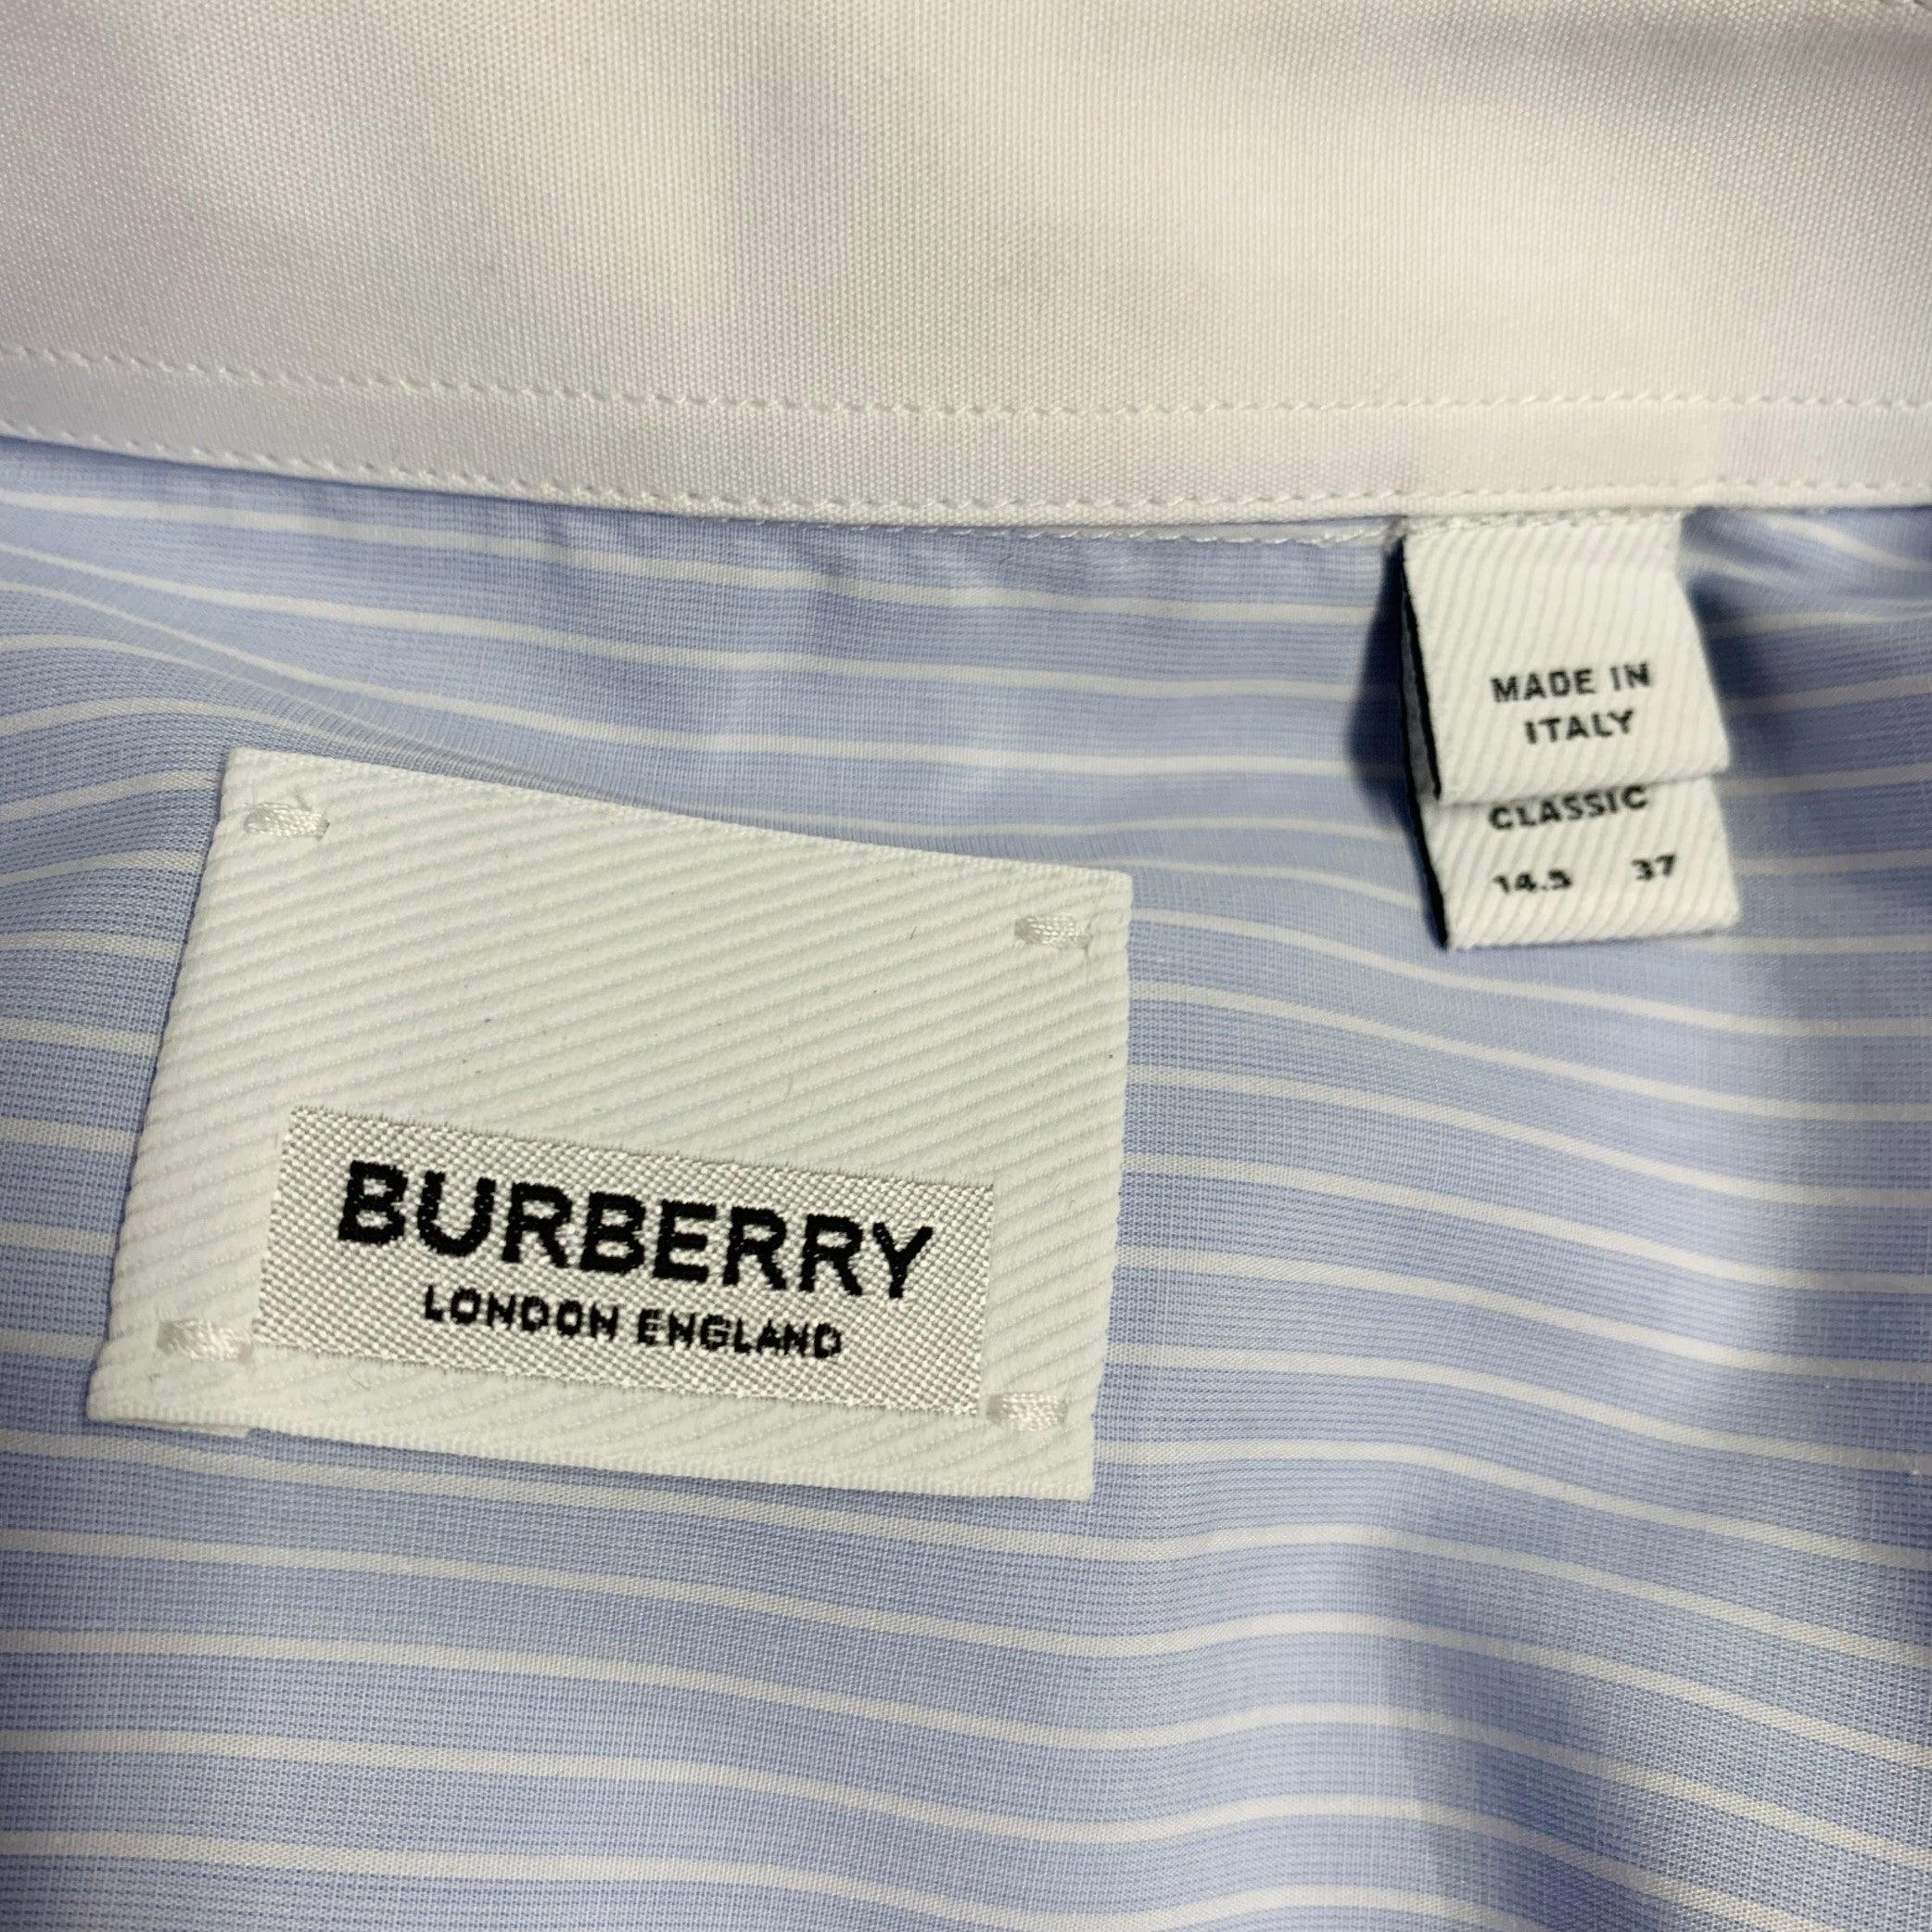 MADE IN
ITALY
CLASSIC
14.5 37
BURBERRY
LONDON ENGLAND